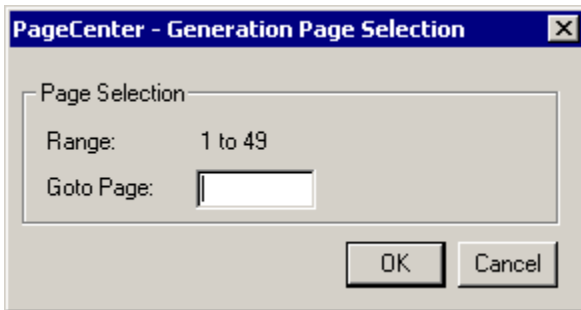 PageCenter - Generation Page Selection
Page Selection
Range: 1 to 49
Goto Page:
OK Cancel